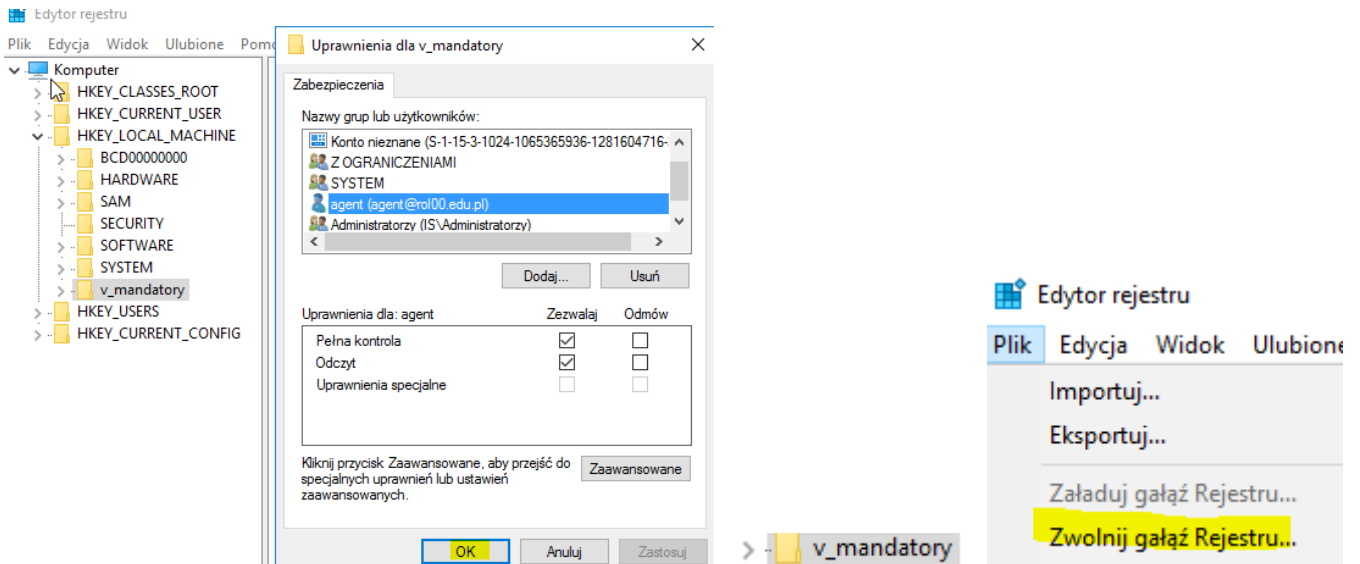 Edytor rejestru
Plik Edycja Widok Ulubione Pomo
Komputer
HKEY_CLASSES_ROOT
HKEY_CURRENT_USER
HKEY_LOCAL_MACHINE
BCD00000000
HARDWARE
SAM
SECURITY
SOFTWARE
SYSTEM
v_mandatory
HKEY_USERS
HKEY_CURRENT_CONFIG
Uprawnienia dla v_mandatory
Zabezpieczenia
Nazwy grup lub użytkowników:
Konto nieznane (S-1-15-3-1024-1065365936-1281604716-
Z OGRANICZENIAMI
SYSTEM
agent (agent@rol00.edu.pl)
Administratorzy (IS\Administratorzy)
Dodaj... Usuń
Uprawnienia dla: agent Zezwalaj Odmów
Pełna kontrola
Odczyt
Uprawnienia specjalne
Kliknij przycisk Zaawansowane, aby przejść do
specjalnych uprawnień lub ustawień
zaawansowanych.
Zaawansowane
OK Anuluj Zastosuj
v_mandatory
Edytor rejestru
Plik Edycja Widok Ulubione
Importuj...
Eksportuj...
Załaduj gałąź Rejestru...
Zwolnij gałąź Rejestru...